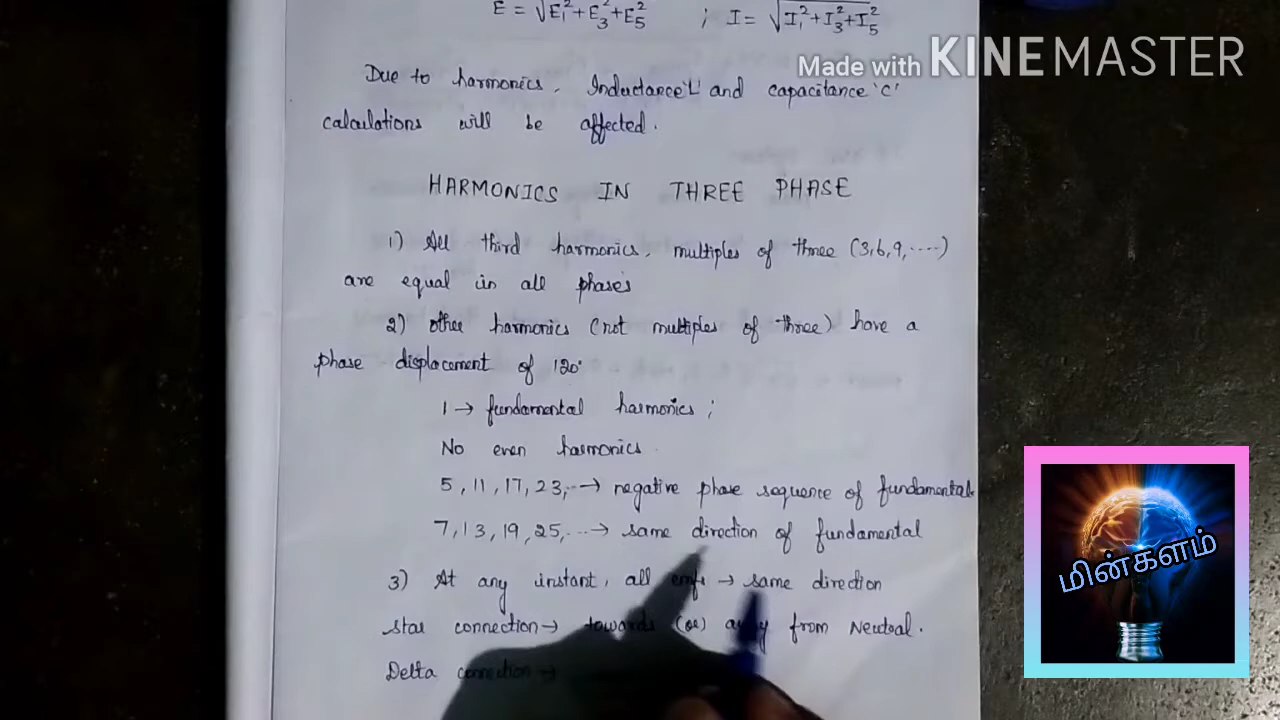 E = √E₁²+E₃²+E₅² ; I = √I₁²+I₃²+I₅²
Made with KINEMASTER
Due to harmonics, Inductance 'L' and capacitance 'C'
calculations will be affected.
HARMONICS IN THREE PHASE
1) All third harmonics, multiples of three (3,6,9,.....)
are equal in all phases
2) other harmonics (not multiples of three) have a
phase displacement of 120°
1 → fundamental harmonics ;
No even harmonics.
5, 11, 17, 23,... → negative phase sequence of fundamental.
7, 13, 19, 25,... → same direction of fundamental
3) At any instant, all emfs → same direction
Star connection → towards (or) away from Neutral.
Delta connection →
மின்களம்